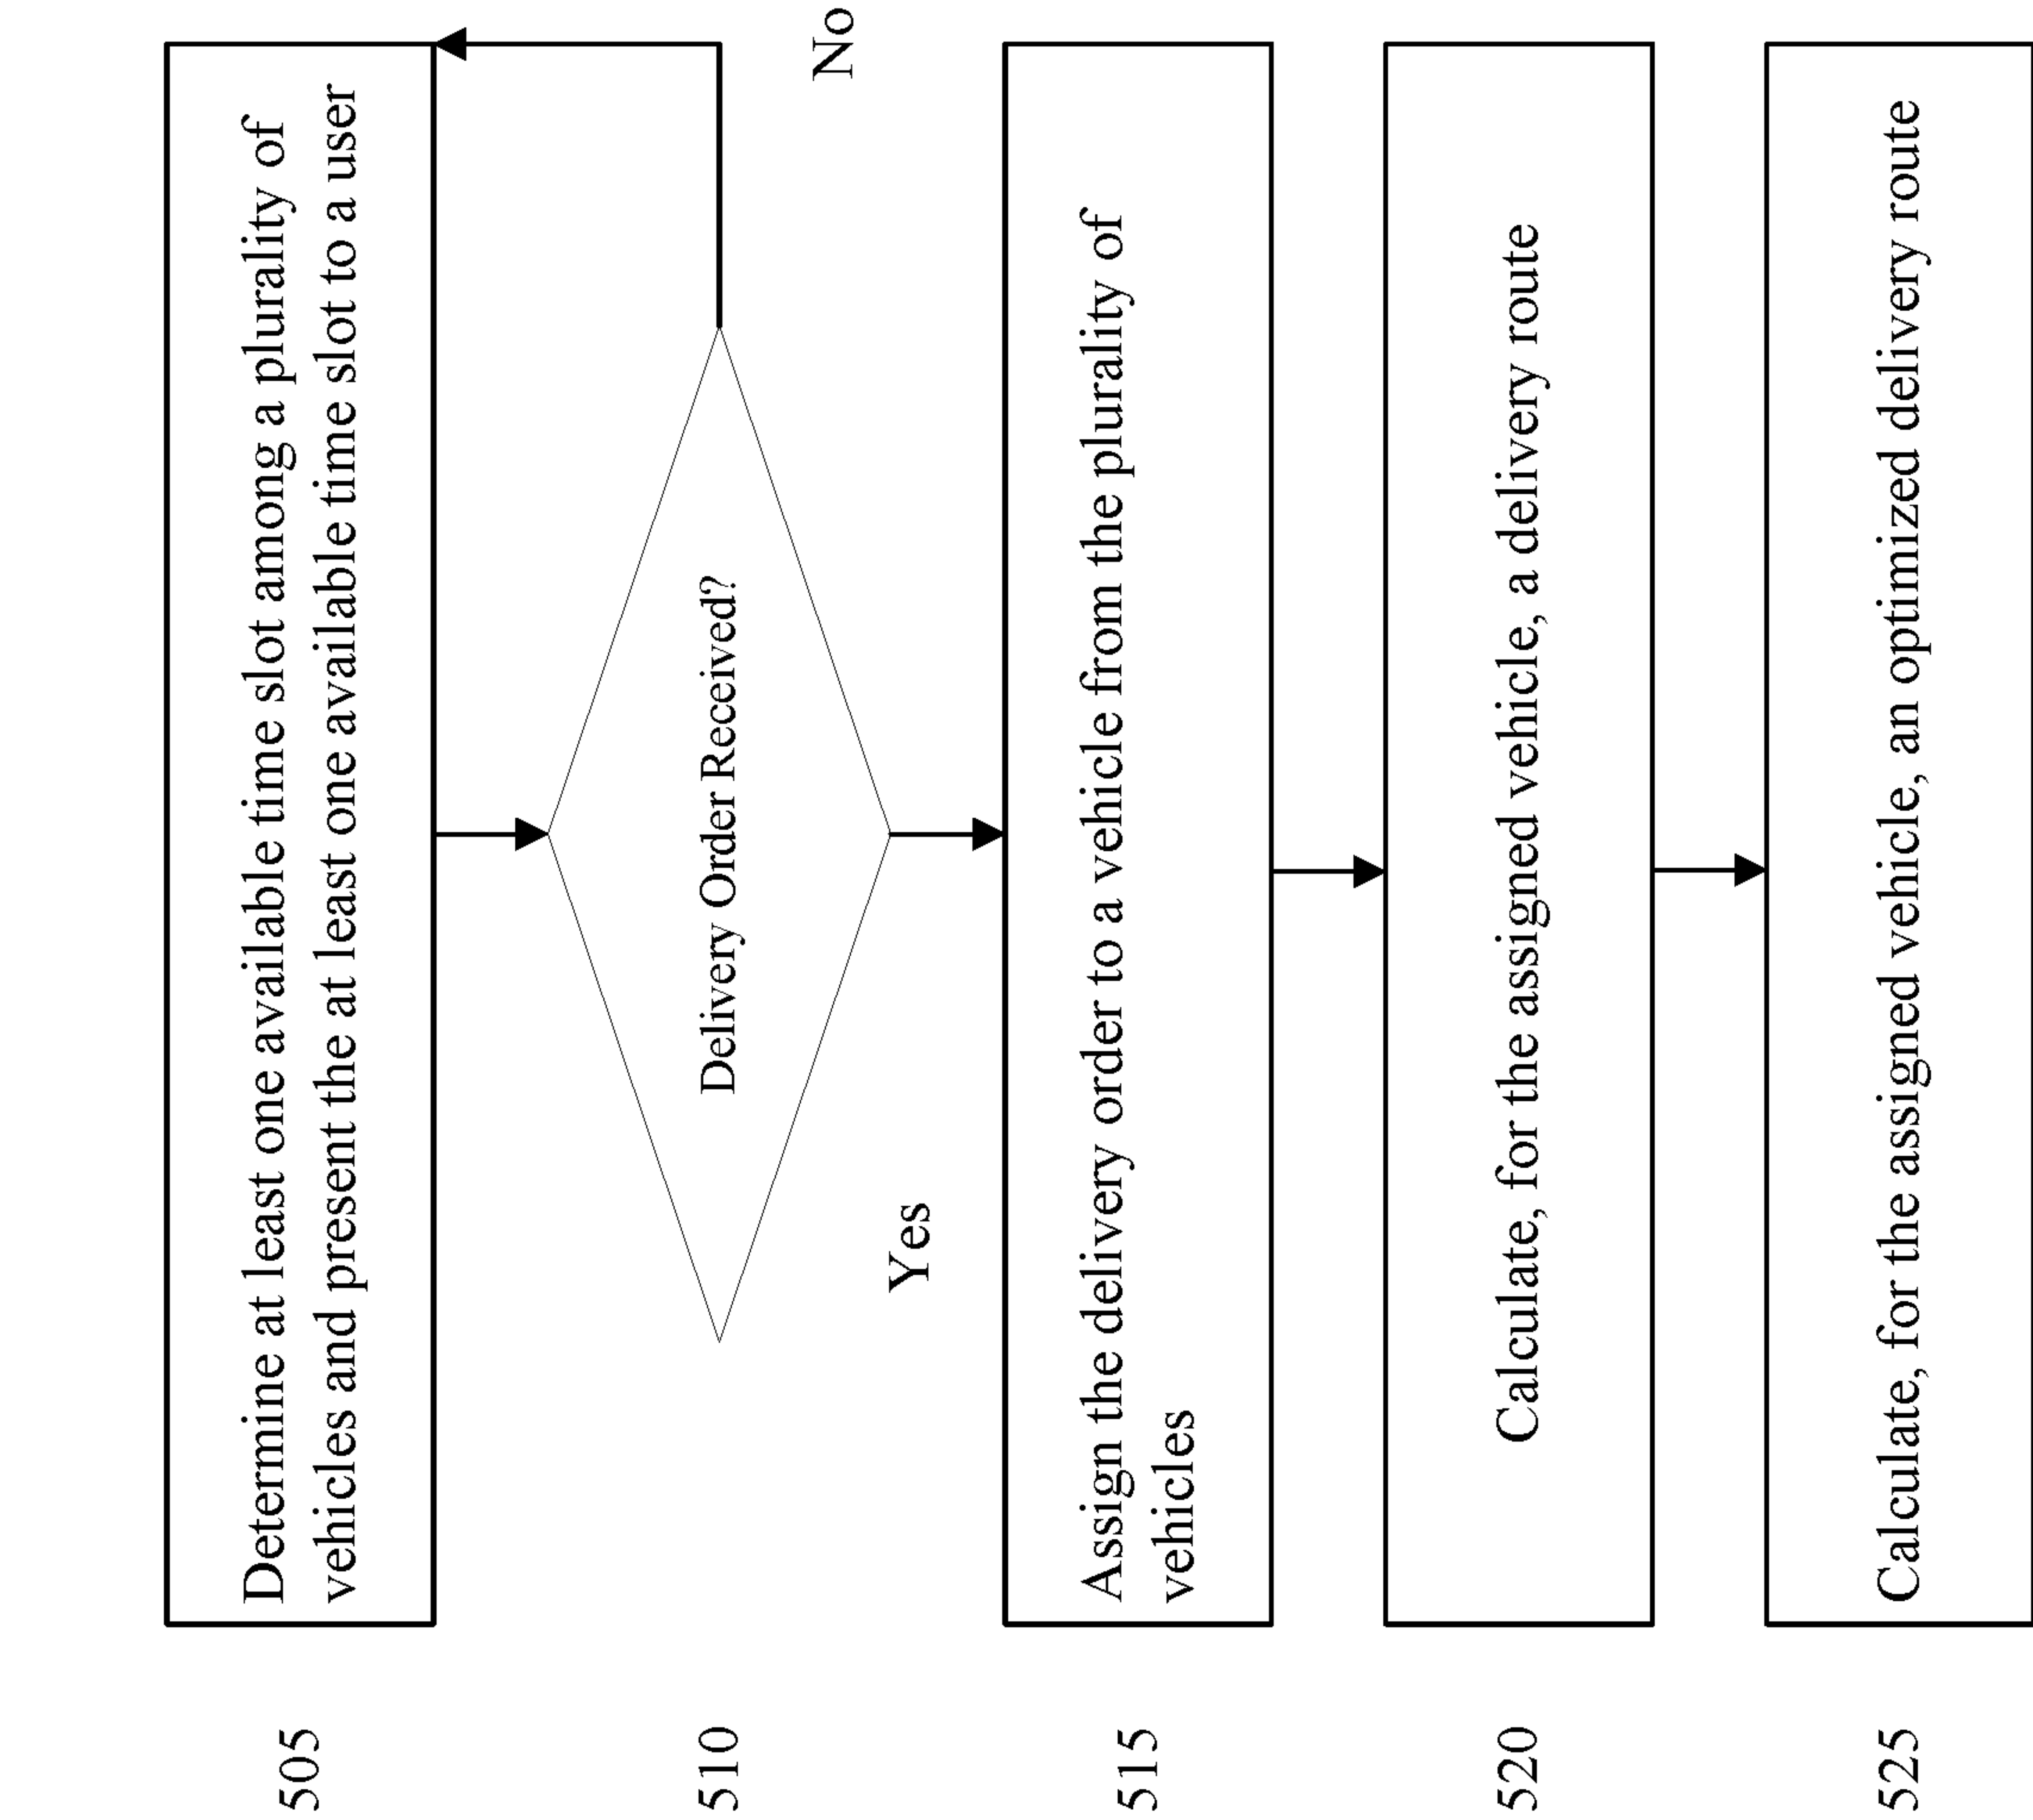 505
Determine at least one available time slot among a plurality of
vehicles and present the at least one available time slot to a user
510
Delivery Order Received?
No
Yes
515
Assign the delivery order to a vehicle from the plurality of
vehicles
520
Calculate, for the assigned vehicle, a delivery route
525
Calculate, for the assigned vehicle, an optimized delivery route